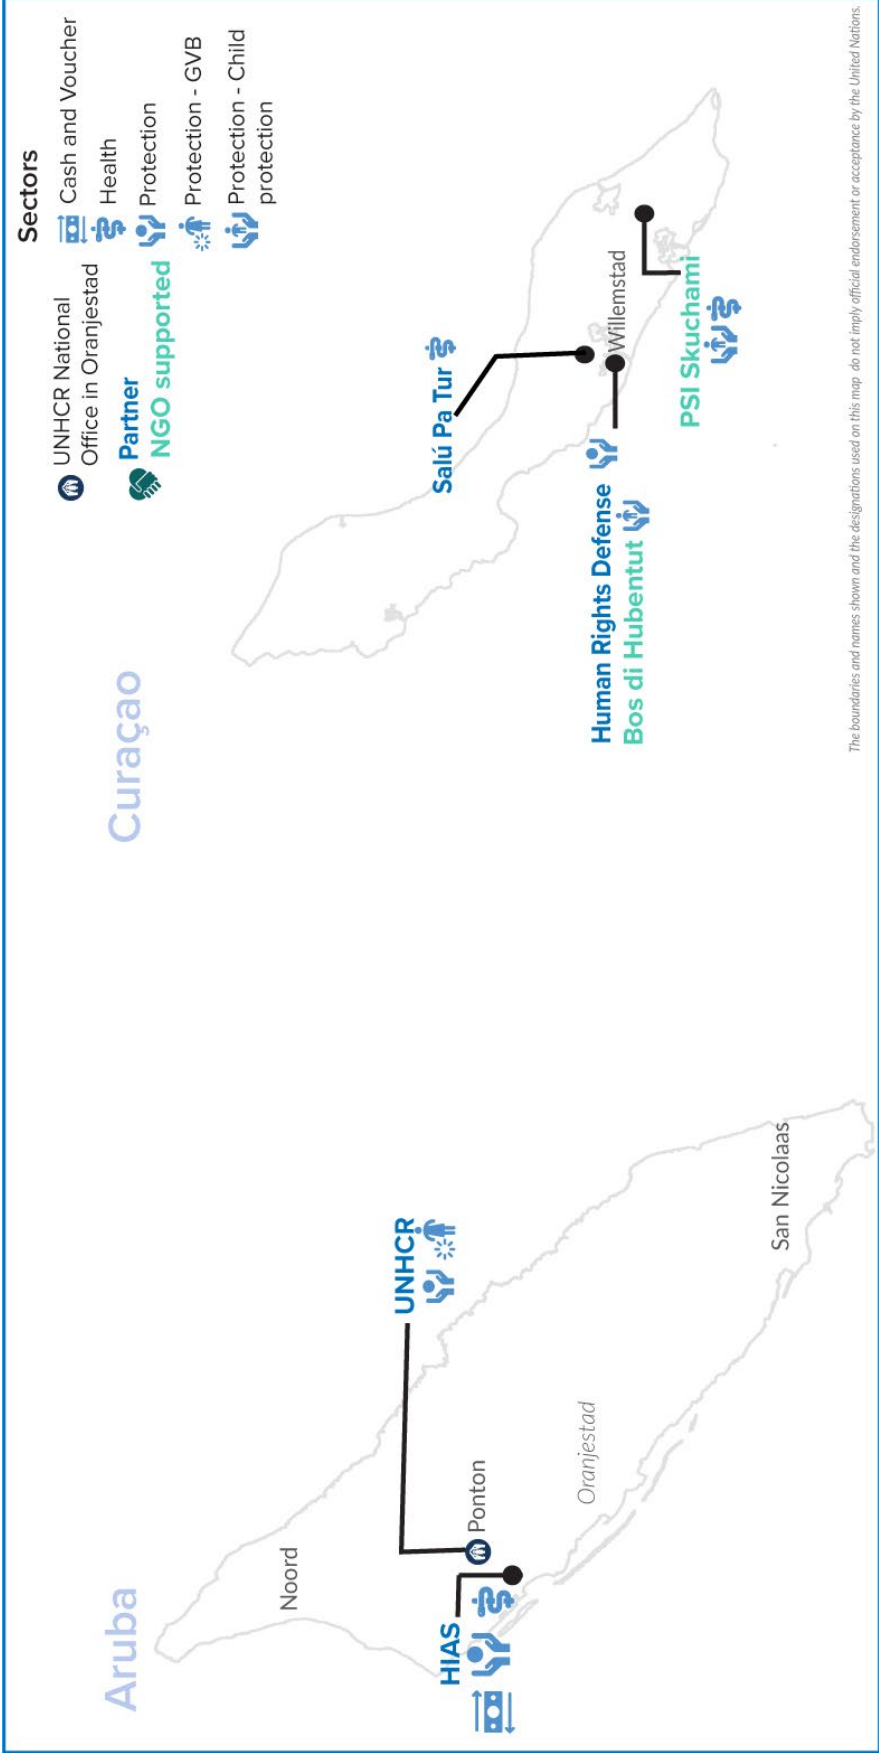 Aruba
Noord
HIAS
UNHCR
Ponton
Oranjestad
San Nicolaas
Curaçao
UNHCR National
Office in Oranjestad
Partner
NGO supported
Sectors
Cash and Voucher
Health
Protection
Protection - GVB
Protection - Child
protection
Salú Pa Tur
Willemstad
Human Rights Defense
Bos di Hubentut
PSI Skuchami
The boundaries and names shown and the designations used on this map do not imply official endorsement or acceptance by the United Nations.